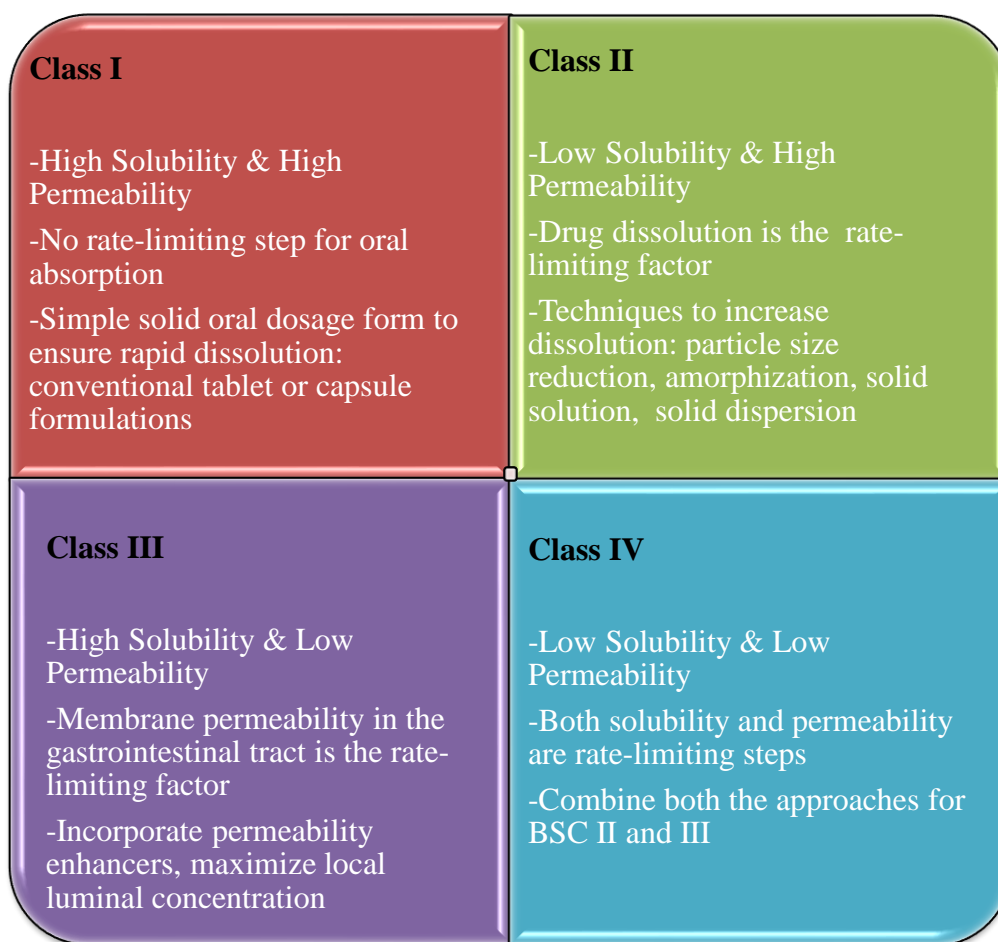 Class I
-High Solubility & High
Permeability
-No rate-limiting step for oral
absorption
-Simple solid oral dosage form to
ensure rapid dissolution:
conventional tablet or capsule
formulations
Class II
-Low Solubility & High
Permeability
-Drug dissolution is the rate-
limiting factor
-Techniques to increase
dissolution: particle size
reduction, amorphization, solid
solution, solid dispersion
Class III
-High Solubility & Low
Permeability
-Membrane permeability in the
gastrointestinal tract is the rate-
limiting factor
-Incorporate permeability
enhancers, maximize local
luminal concentration
Class IV
-Low Solubility & Low
Permeability
-Both solubility and permeability
are rate-limiting steps
-Combine both the approaches for
BSC II and III